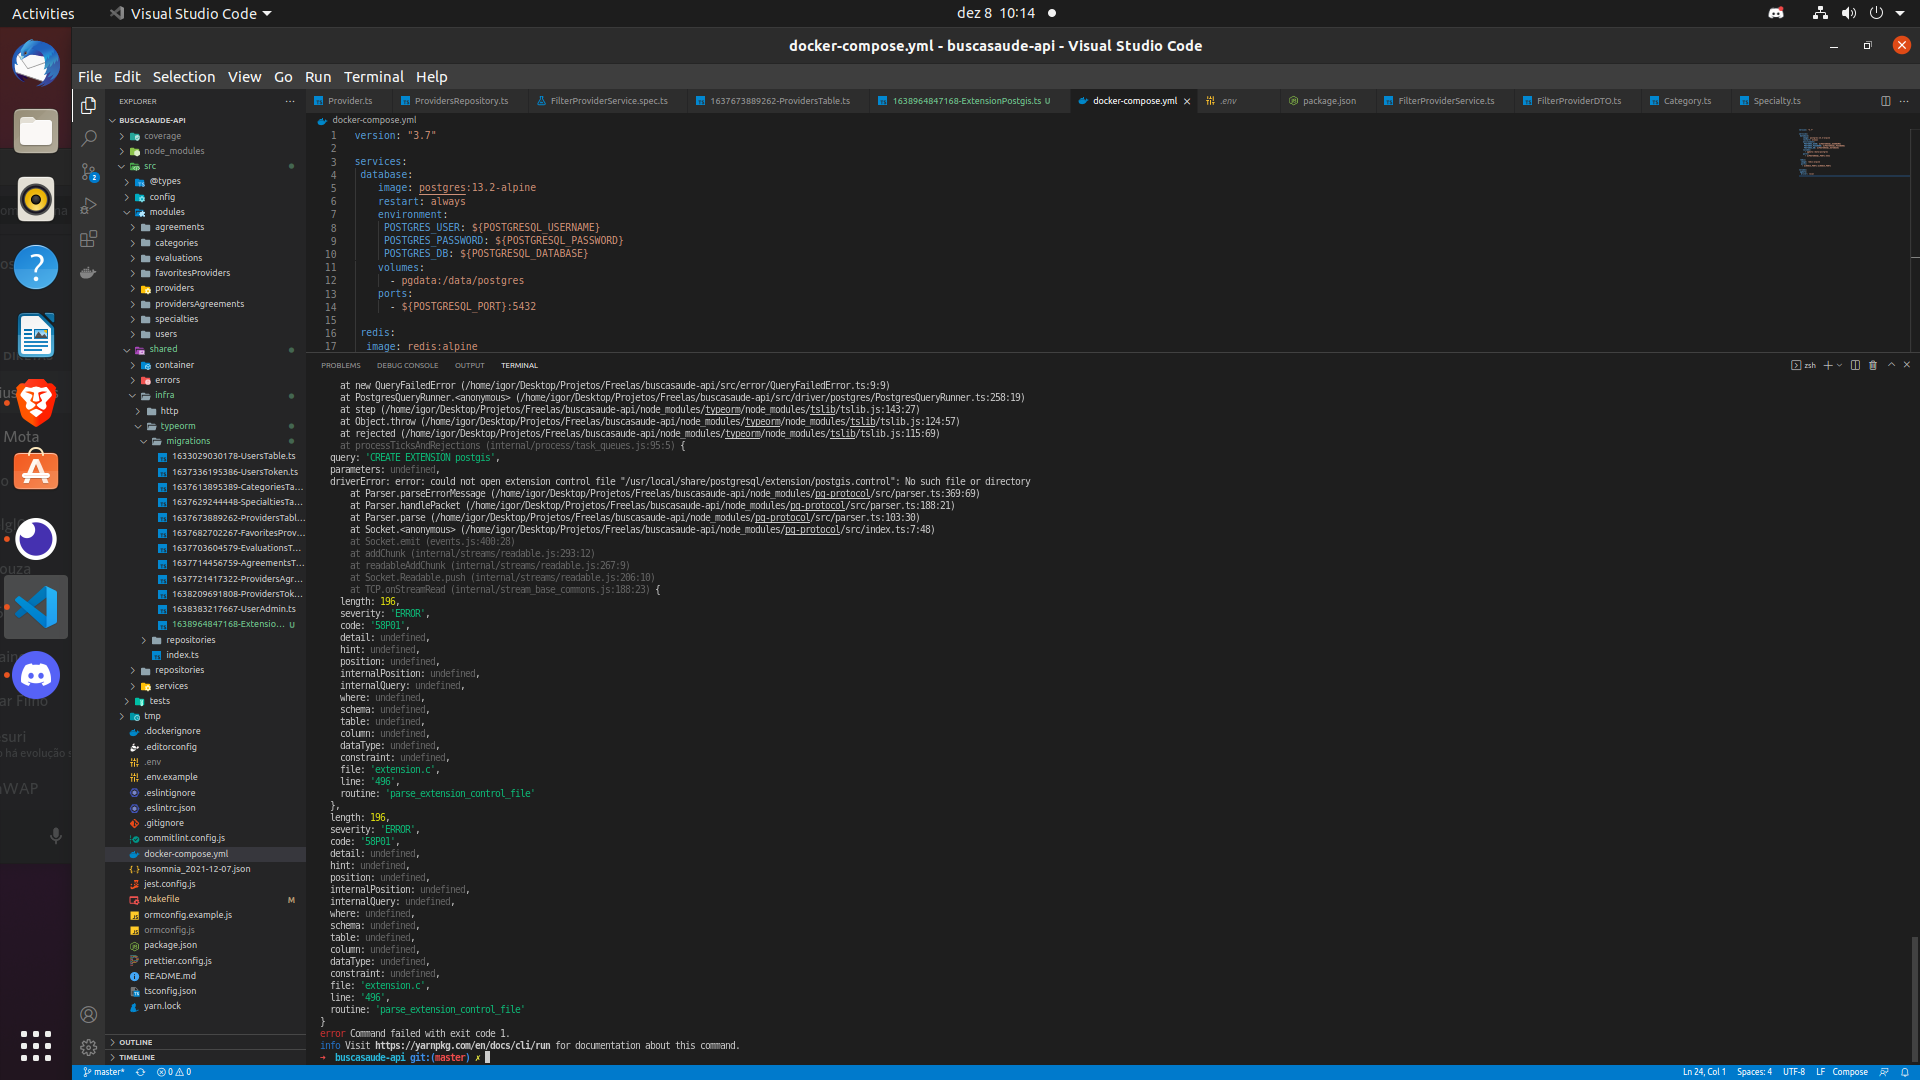 Activities
Visual Studio Code
dez 8 10:14
docker-compose.yml - buscasaude-api - Visual Studio Code
File Edit Selection View Go Run Terminal Help
EXPLORER
BUSCASAUDE-API
coverage
node_modules
src
@types
config
modules
agreements
categories
evaluations
favoritesProviders
providers
providersAgreements
specialties
users
shared
container
errors
infra
http
typeorm
migrations
1633029030178-UsersTable.ts
1637336195386-UsersToken.ts
1637613895389-CategoriesTa...
1637629244448-SpecialtiesTa...
1637673889262-ProvidersTabl...
1637682702267-FavoritesProv...
1637703604579-EvaluationsT...
1637714456759-AgreementsT...
1637721417322-ProvidersAgr...
1638209691808-ProvidersTok...
1638383217667-UserAdmin.ts
1638964847168-Extensio... U
repositories
index.ts
repositories
services
tests
tmp
.dockerignore
.editorconfig
.env
.env.example
.eslintignore
.eslintrc.json
.gitignore
commitlint.config.js
docker-compose.yml
Insomnia_2021-12-07.json
jest.config.js
Makefile M
ormconfig.example.js
ormconfig.js
package.json
prettier.config.js
README.md
tsconfig.json
yarn.lock
OUTLINE
TIMELINE
Provider.ts ProvidersRepository.ts FilterProviderService.spec.ts 1637673889262-ProvidersTable.ts 1638964847168-ExtensionPostgis.ts U docker-compose.yml .env package.json FilterProviderService.ts FilterProviderDTO.ts Category.ts Specialty.ts
docker-compose.yml
1 version: "3.7"
2
3 services:
4 database:
5 image: postgres:13.2-alpine
6 restart: always
7 environment:
8 POSTGRES_USER: ${POSTGRESQL_USERNAME}
9 POSTGRES_PASSWORD: ${POSTGRESQL_PASSWORD}
10 POSTGRES_DB: ${POSTGRESQL_DATABASE}
11 volumes:
12 - pgdata:/data/postgres
13 ports:
14 - ${POSTGRESQL_PORT}:5432
15
16 redis:
17 image: redis:alpine
PROBLEMS DEBUG CONSOLE OUTPUT TERMINAL
zsh
at new QueryFailedError (/home/igor/Desktop/Projetos/Freelas/buscasaude-api/src/error/QueryFailedError.ts:9:9)
at PostgresQueryRunner.<anonymous> (/home/igor/Desktop/Projetos/Freelas/buscasaude-api/src/driver/postgres/PostgresQueryRunner.ts:258:19)
at step (/home/igor/Desktop/Projetos/Freelas/buscasaude-api/node_modules/typeorm/node_modules/tslib/tslib.js:143:27)
at Object.throw (/home/igor/Desktop/Projetos/Freelas/buscasaude-api/node_modules/typeorm/node_modules/tslib/tslib.js:124:57)
at rejected (/home/igor/Desktop/Projetos/Freelas/buscasaude-api/node_modules/typeorm/node_modules/tslib/tslib.js:115:69)
at processTicksAndRejections (internal/process/task_queues.js:95:5) {
query: 'CREATE EXTENSION postgis',
parameters: undefined,
driverError: error: could not open extension control file "/usr/local/share/postgresql/extension/postgis.control": No such file or directory
at Parser.parseErrorMessage (/home/igor/Desktop/Projetos/Freelas/buscasaude-api/node_modules/pg-protocol/src/parser.ts:369:69)
at Parser.handlePacket (/home/igor/Desktop/Projetos/Freelas/buscasaude-api/node_modules/pg-protocol/src/parser.ts:188:21)
at Parser.parse (/home/igor/Desktop/Projetos/Freelas/buscasaude-api/node_modules/pg-protocol/src/parser.ts:103:30)
at Socket.<anonymous> (/home/igor/Desktop/Projetos/Freelas/buscasaude-api/node_modules/pg-protocol/src/index.ts:7:48)
at Socket.emit (events.js:400:28)
at addChunk (internal/streams/readable.js:293:12)
at readableAddChunk (internal/streams/readable.js:267:9)
at Socket.Readable.push (internal/streams/readable.js:206:10)
at TCP.onStreamRead (internal/stream_base_commons.js:188:23) {
length: 196,
severity: 'ERROR',
code: '58P01',
detail: undefined,
hint: undefined,
position: undefined,
internalPosition: undefined,
internalQuery: undefined,
where: undefined,
schema: undefined,
table: undefined,
column: undefined,
dataType: undefined,
constraint: undefined,
file: 'extension.c',
line: '496',
routine: 'parse_extension_control_file'
},
length: 196,
severity: 'ERROR',
code: '58P01',
detail: undefined,
hint: undefined,
position: undefined,
internalPosition: undefined,
internalQuery: undefined,
where: undefined,
schema: undefined,
table: undefined,
column: undefined,
dataType: undefined,
constraint: undefined,
file: 'extension.c',
line: '496',
routine: 'parse_extension_control_file'
}
error Command failed with exit code 1.
info Visit https://yarnpkg.com/en/docs/cli/run for documentation about this command.
➜ buscasaude-api git:(master) ✗
master* 0 0
Ln 24, Col 1 Spaces: 4 UTF-8 LF Compose